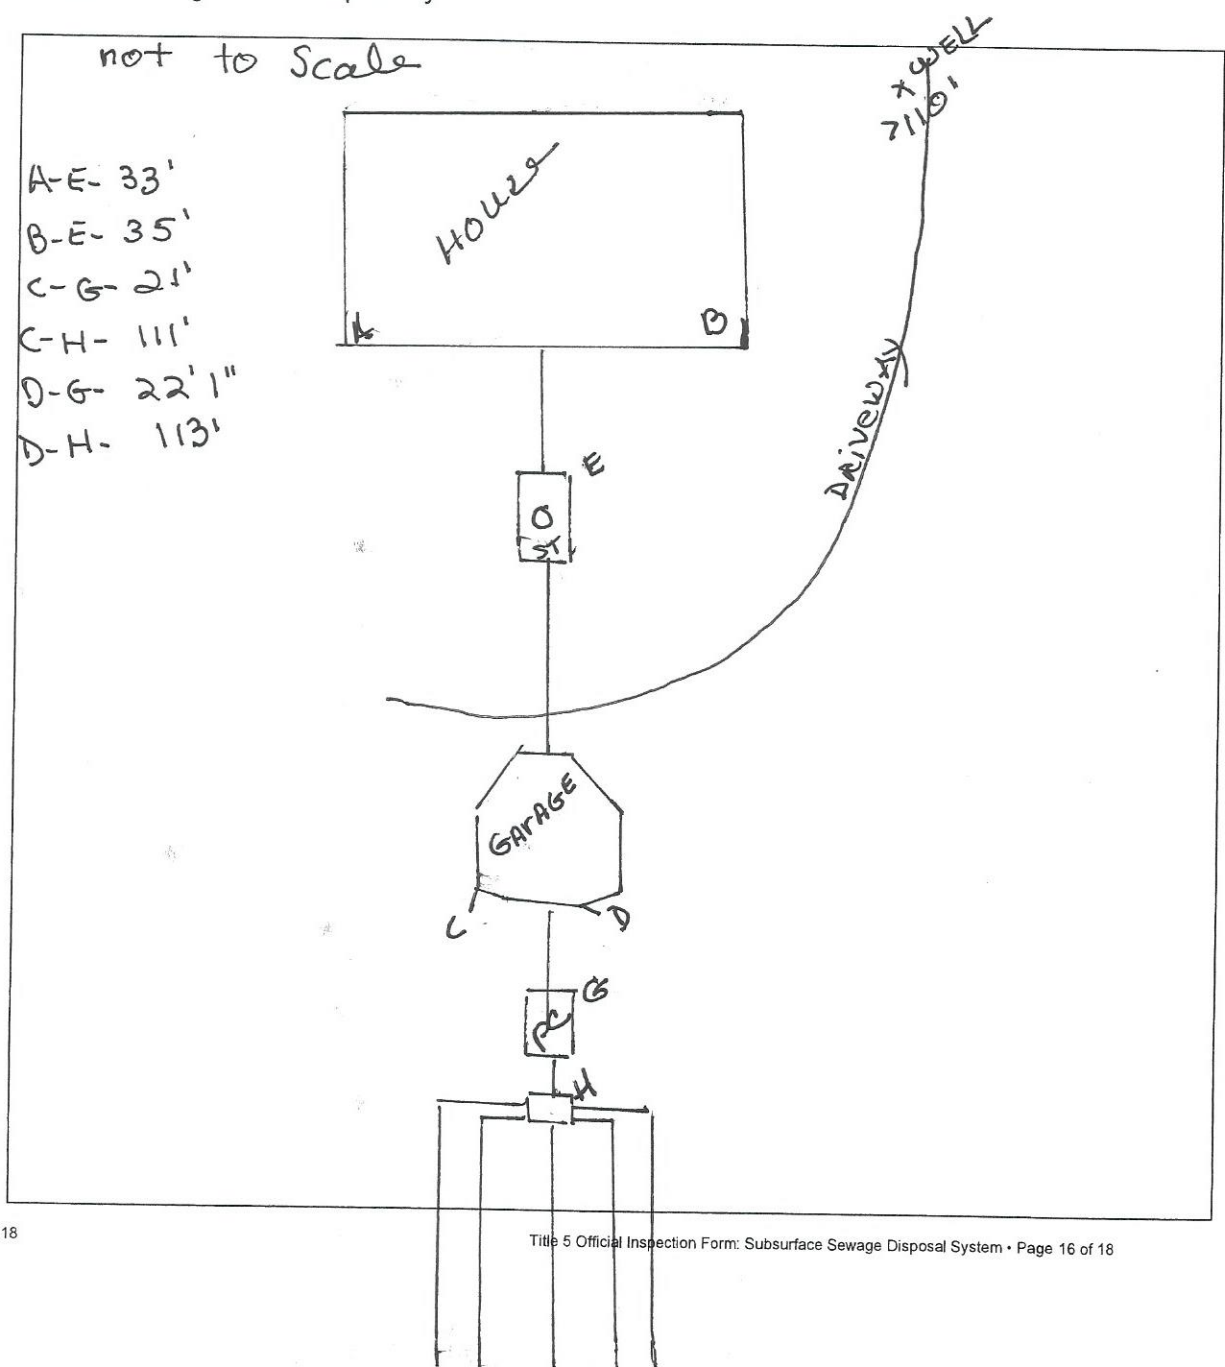 not to Scale
x WELL
>110'
A-E- 33'
B-E- 35'
C-G- 21'
C-H- 111'
D-G- 22'1"
D-H- 113'
HOUSE
A
B
DRIVEWAY
E
O
ST
GArAGE
C
D
G
PC
H
18
Title 5 Official Inspection Form: Subsurface Sewage Disposal System • Page 16 of 18